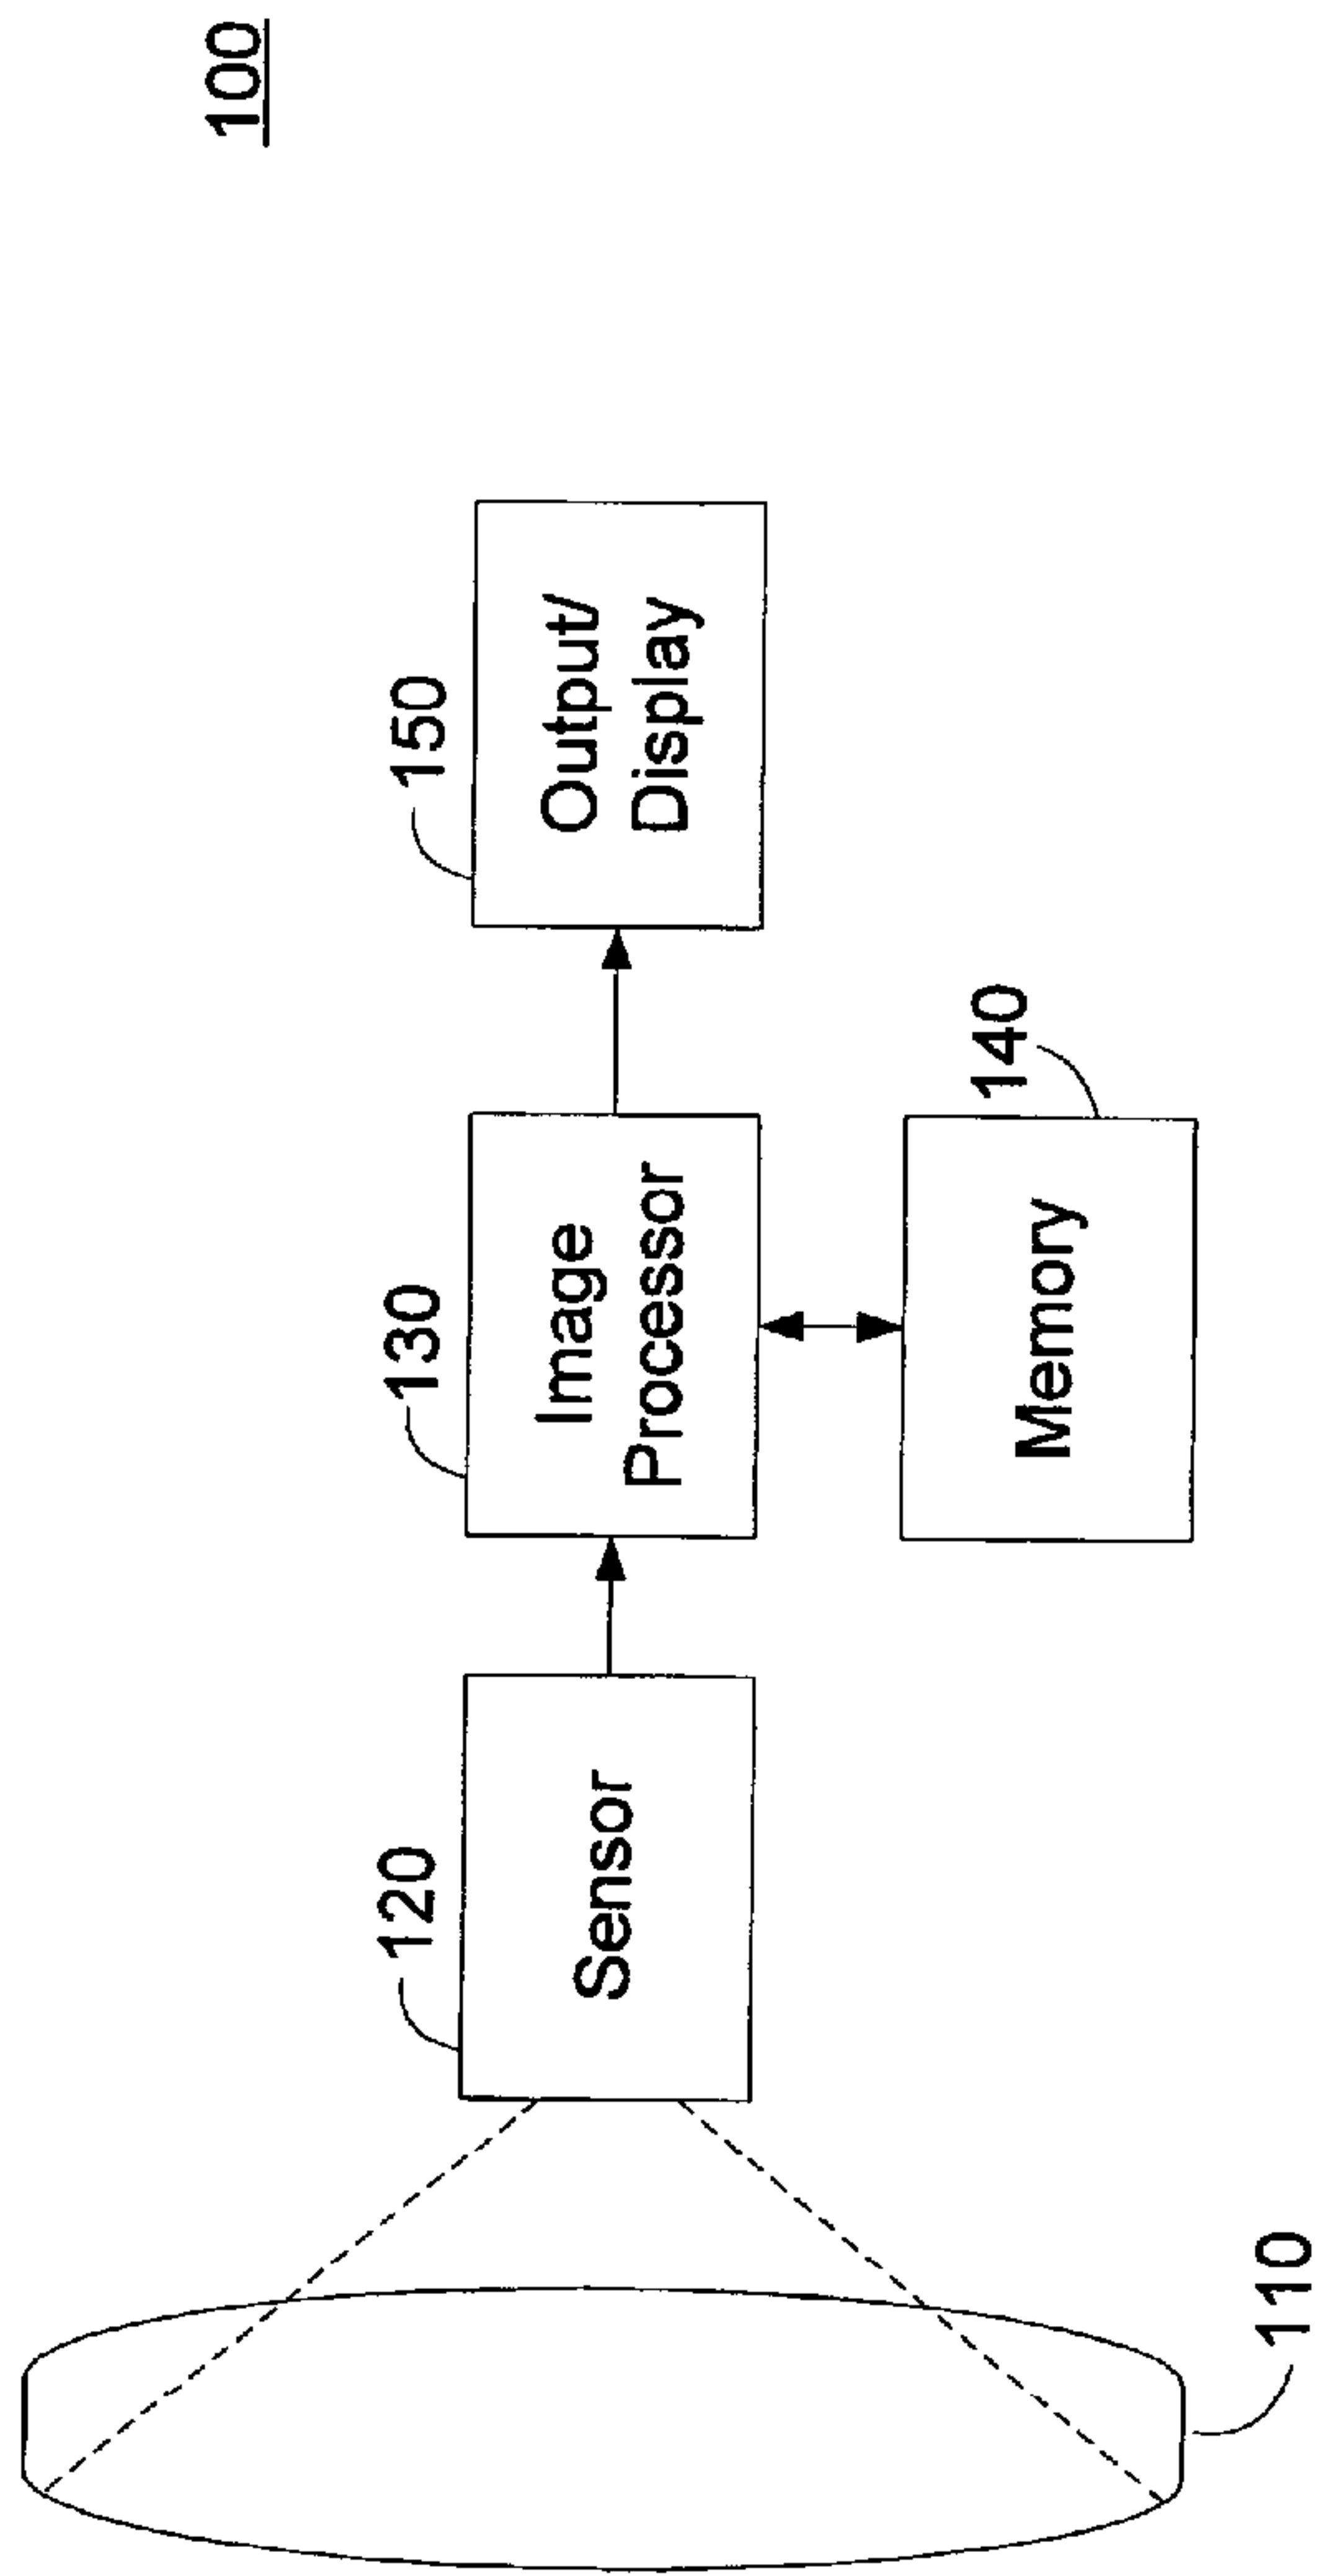 100
120
Sensor
130
Image
Processor
150
Output/
Display
140
Memory
110